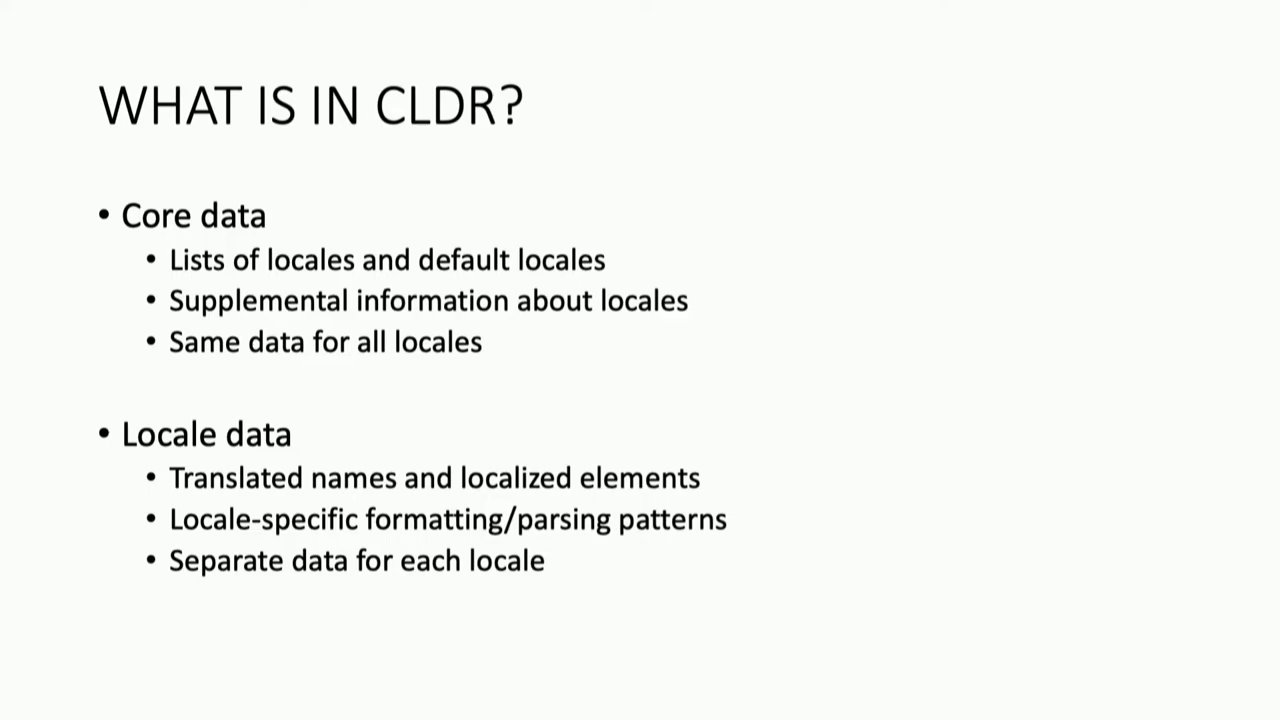 WHAT IS IN CLDR?
• Core data
• Lists of locales and default locales
• Supplemental information about locales
• Same data for all locales
• Locale data
• Translated names and localized elements
• Locale-specific formatting/parsing patterns
• Separate data for each locale